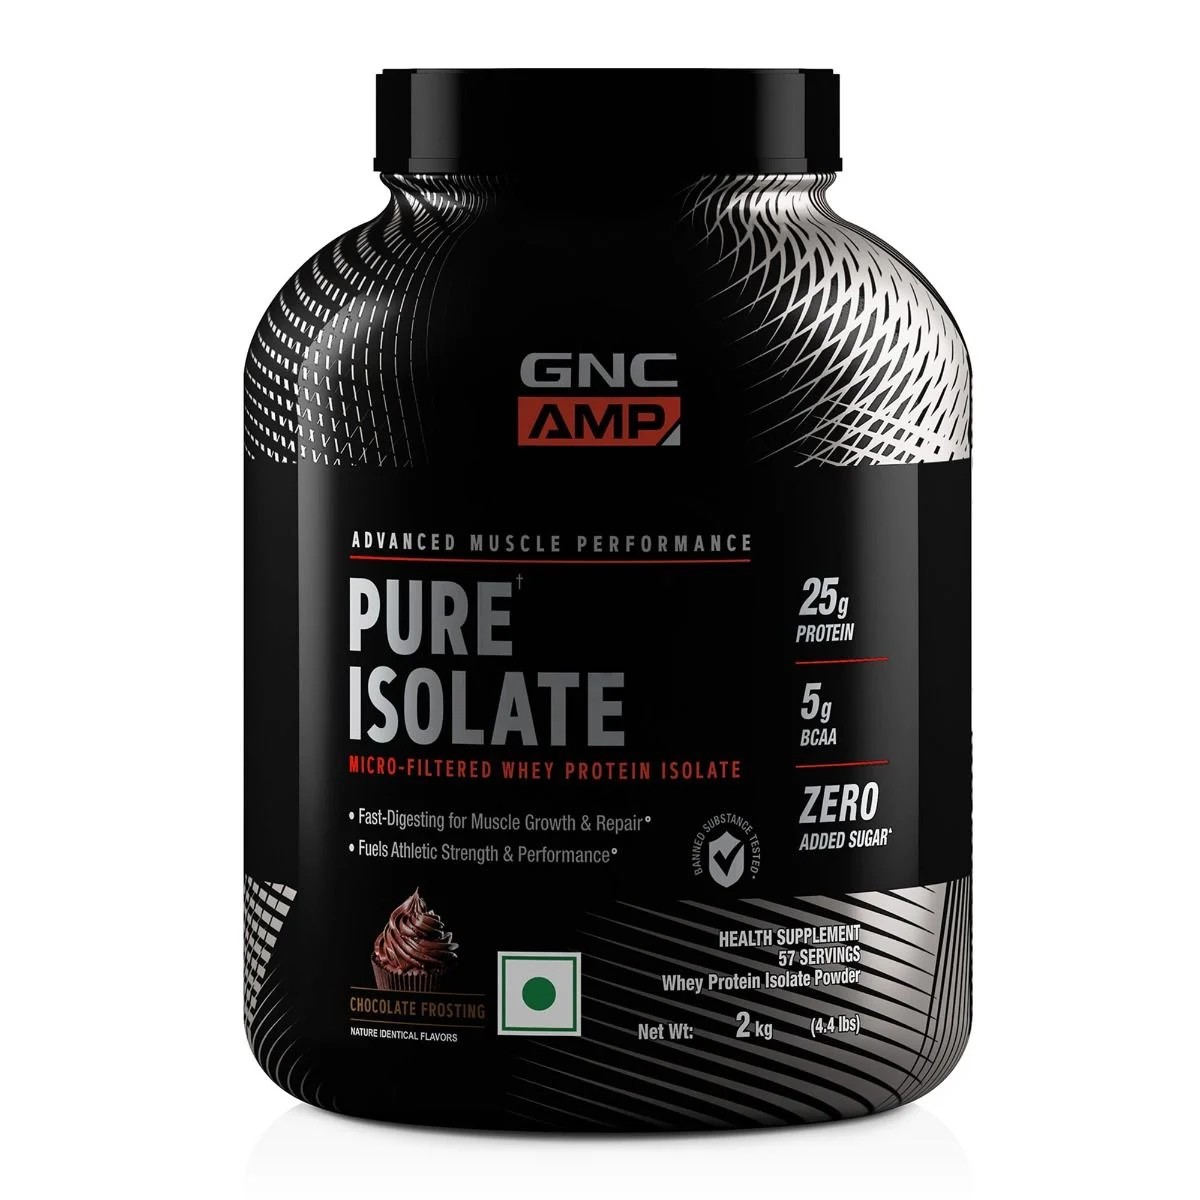 GNC
AMP
ADVANCED MUSCLE PERFORMANCE
PURE†
ISOLATE
MICRO-FILTERED WHEY PROTEIN ISOLATE
• Fast-Digesting for Muscle Growth & Repair°
• Fuels Athletic Strength & Performance°
25g
PROTEIN
5g
BCAA
ZERO
ADDED SUGAR^
BANNED SUBSTANCE TESTED •
CHOCOLATE FROSTING
NATURE IDENTICAL FLAVORS
HEALTH SUPPLEMENT
57 SERVINGS
Whey Protein Isolate Powder
Net Wt: 2 kg (4.4 lbs)